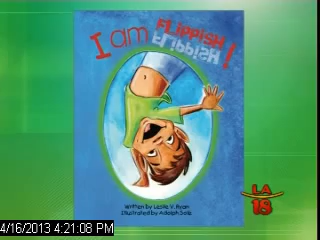 I am FLiPPiSH!
FLiPPiSH
Written by Leslie V. Ryan
Illustrated by Adolph Soliz
LA
18
4/16/2013 4:21:08 PM